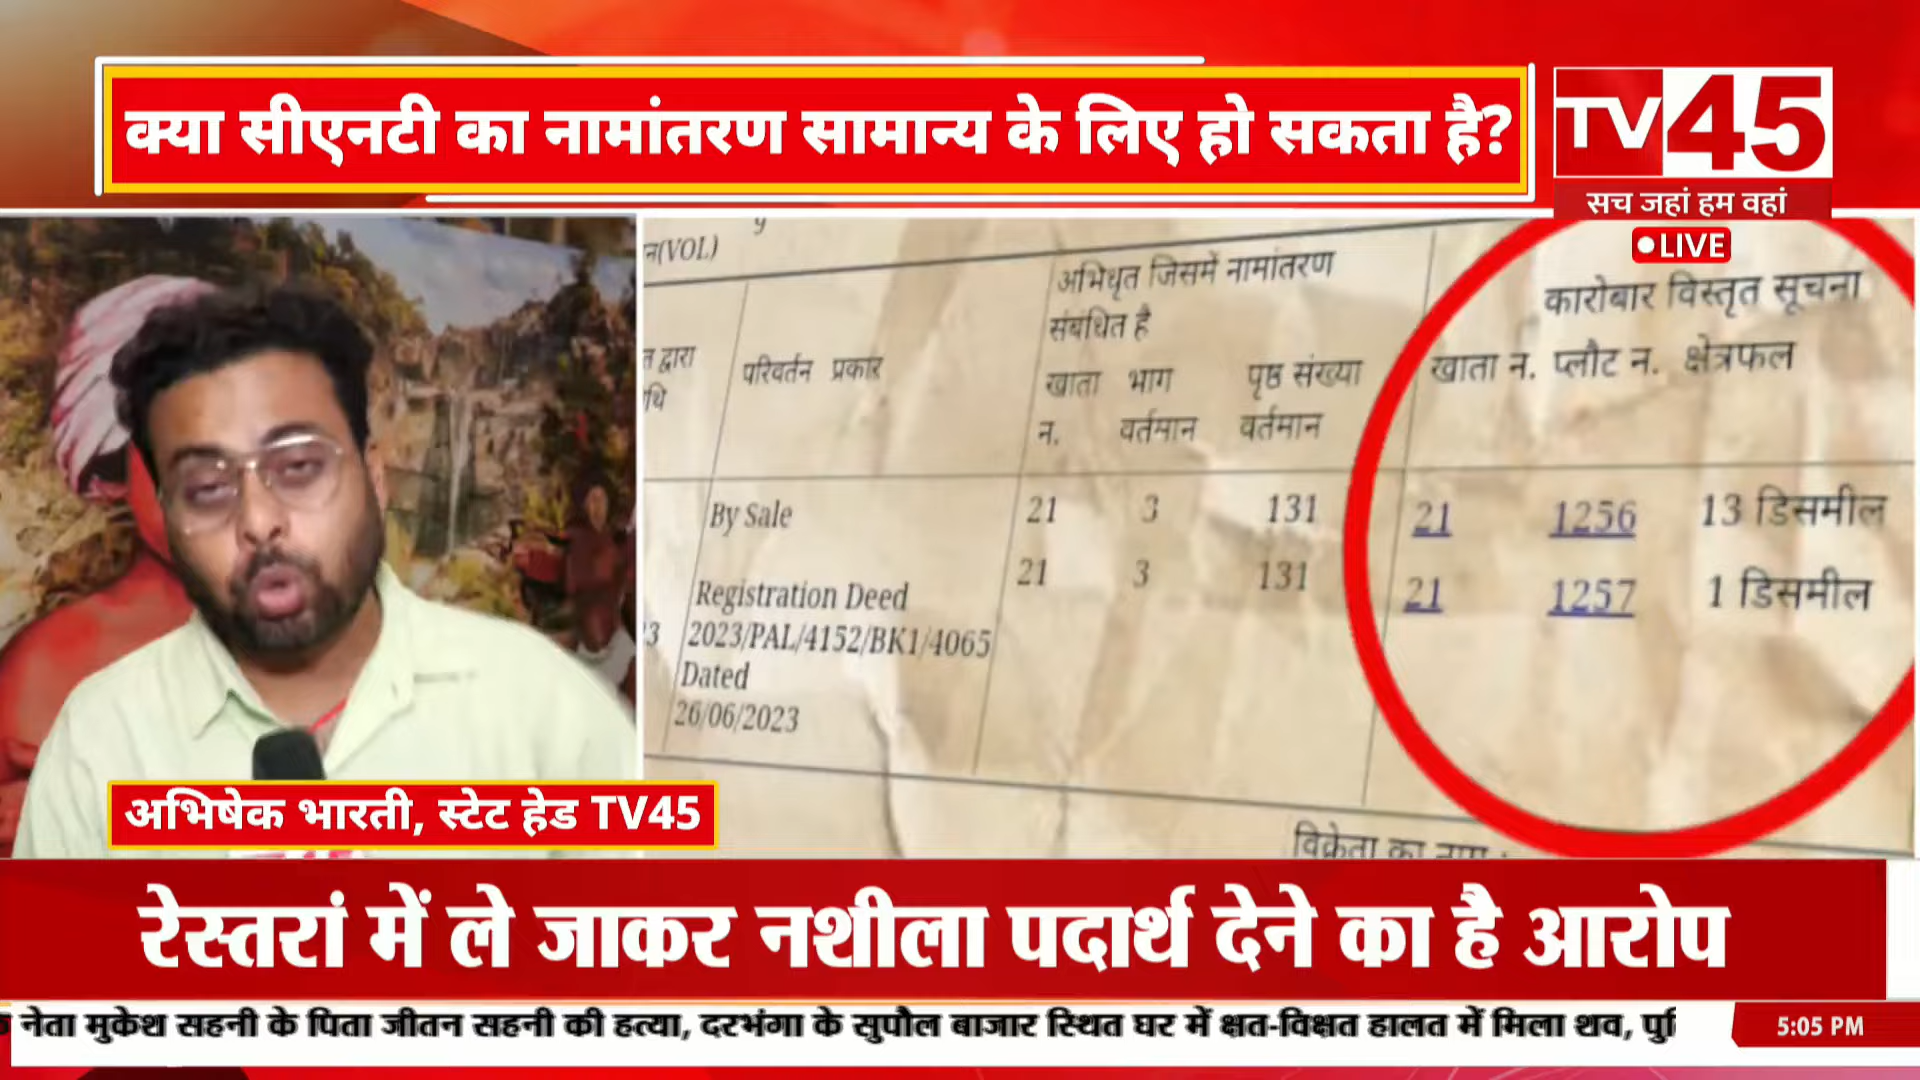 क्या सीएनटी का नामांतरण सामान्य के लिए हो सकता है?
TV45
सच जहां हम वहां
LIVE
न(VOL)
अभिधृत जिसमें नामांतरण
संबंधित है
कारोबार विस्तृत सूचना
त द्वारा
थि
परिवर्तन प्रकार
खाता भाग पृष्ठ संख्या
न. वर्तमान वर्तमान
खाता न. प्लौट न. क्षेत्रफल
By Sale
21 3 131
21 1256 13 डिसमील
21 3 131
21 1257 1 डिसमील
Registration Deed
2023/PAL/4152/BK1/4065
Dated
26/06/2023
3
विक्रेता का नाम :
अभिषेक भारती, स्टेट हेड TV45
रेस्तरां में ले जाकर नशीला पदार्थ देने का है आरोप
नेता मुकेश सहनी के पिता जीतन सहनी की हत्या, दरभंगा के सुपौल बाजार स्थित घर में क्षत-विक्षत हालत में मिला शव,
5:05 PM